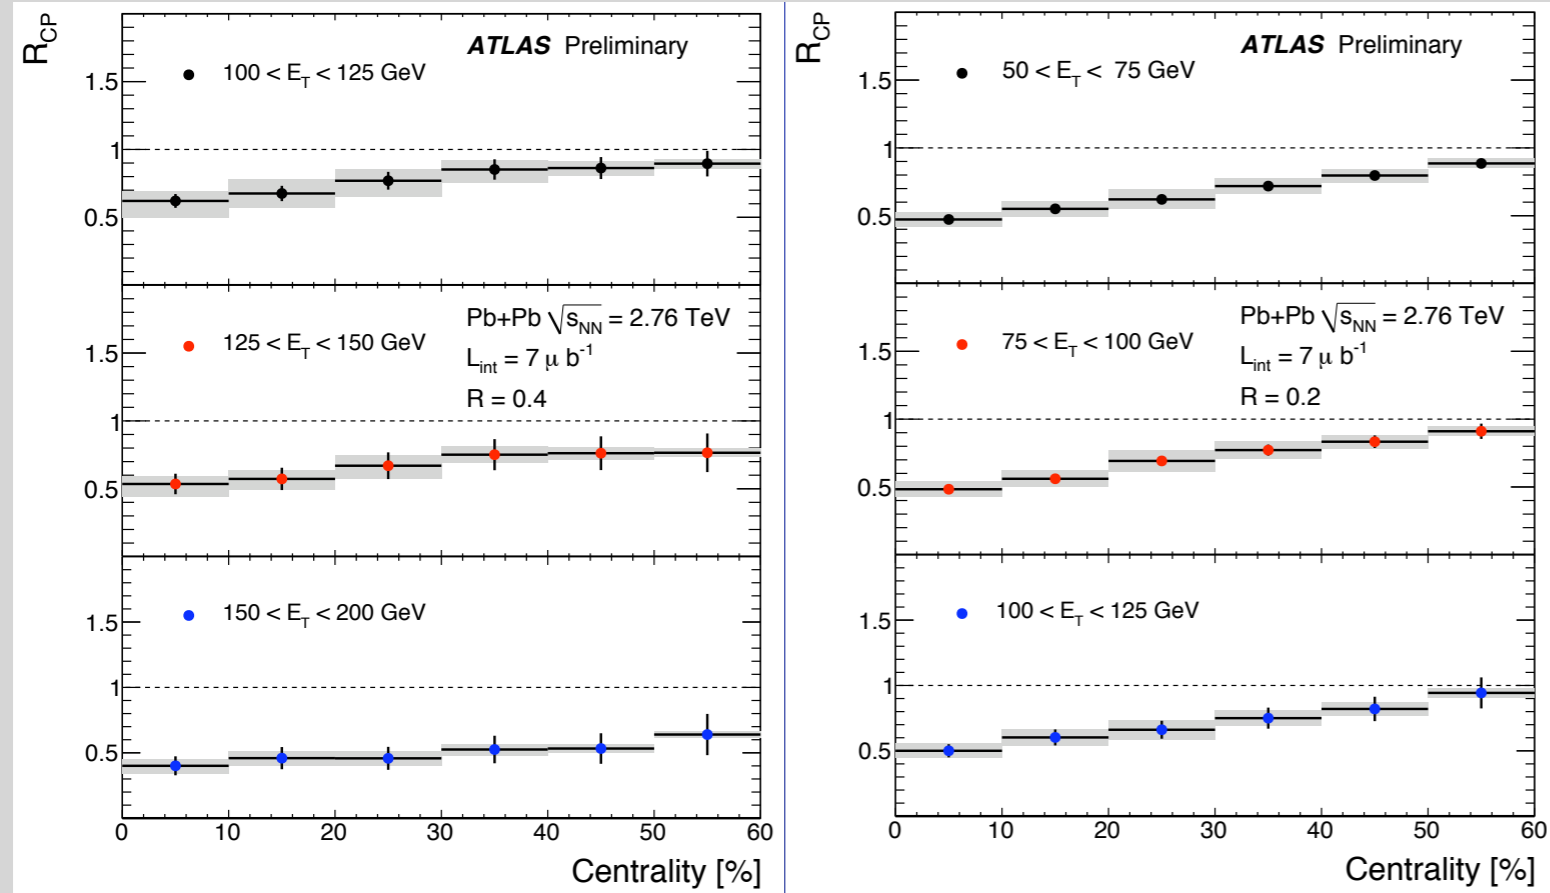 R_CP
ATLAS Preliminary
100 < E_T < 125 GeV
1.5
1
0.5
125 < E_T < 150 GeV
Pb+Pb √s_NN = 2.76 TeV
L_int = 7 μ b^-1
R = 0.4
1.5
1
0.5
150 < E_T < 200 GeV
1.5
1
0.5
0 10 20 30 40 50 60
Centrality [%]
R_CP
ATLAS Preliminary
50 < E_T < 75 GeV
1.5
1
0.5
75 < E_T < 100 GeV
Pb+Pb √s_NN = 2.76 TeV
L_int = 7 μ b^-1
R = 0.2
1.5
1
0.5
100 < E_T < 125 GeV
1.5
1
0.5
0 10 20 30 40 50 60
Centrality [%]